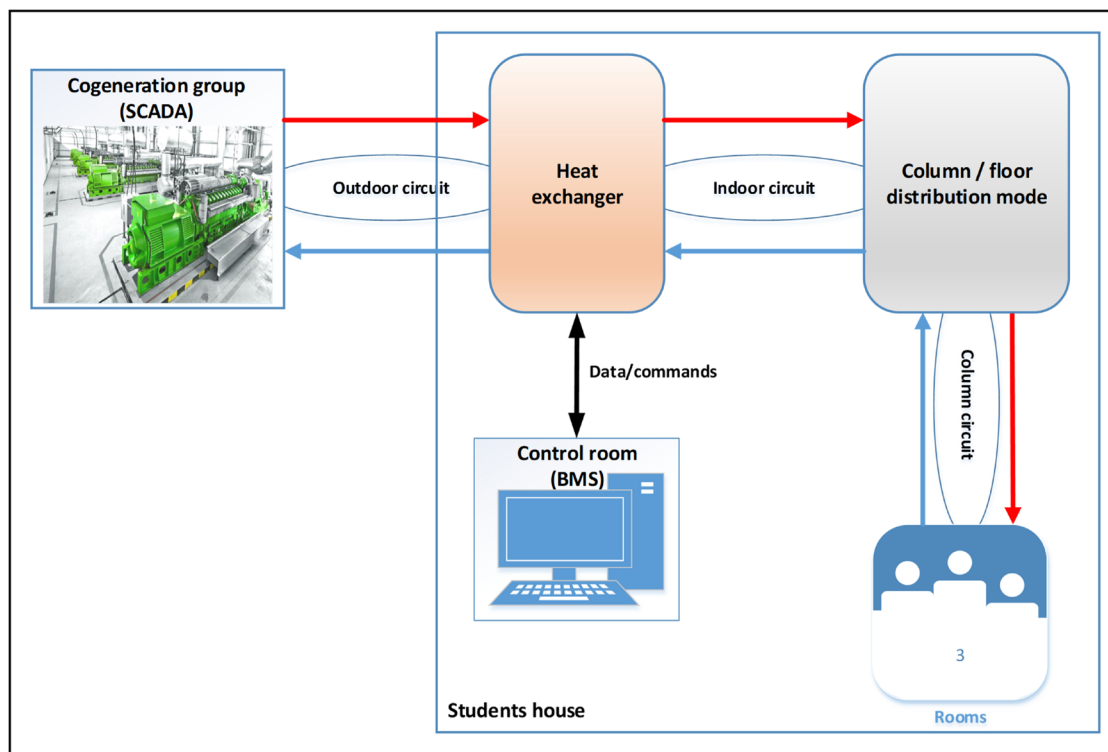 Cogeneration group
(SCADA)
Outdoor circuit
Heat
exchanger
Indoor circuit
Column / floor
distribution mode
Data/commands
Column circuit
Control room
(BMS)
3
Rooms
Students house